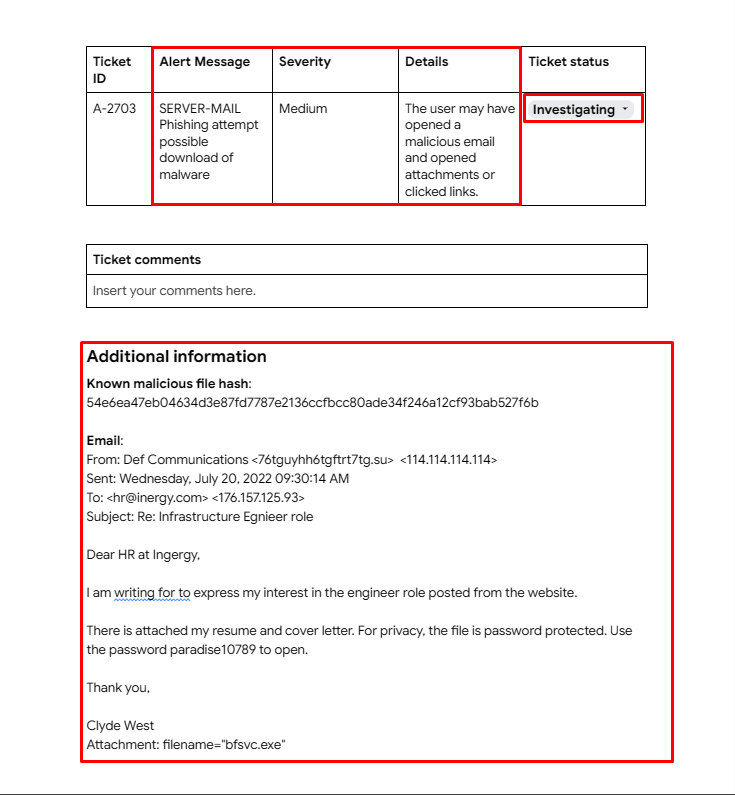 Ticket ID
Alert Message
Severity
Details
Ticket status
A-2703
SERVER-MAIL
Phishing attempt
possible
download of
malware
Medium
The user may have
opened a
malicious email
and opened
attachments or
clicked links.
Investigating
Ticket comments
Insert your comments here.
Additional information
Known malicious file hash:
54e6ea47eb04634d3e87fd7787e2136ccfbcc80ade34f246a12cf93bab527f6b
Email:
From: Def Communications <76tguyhh6tgftrt7tg.su> <114.114.114.114>
Sent: Wednesday, July 20, 2022 09:30:14 AM
To: <hr@inergy.com> <176.157.125.93>
Subject: Re: Infrastructure Egnieer role
Dear HR at Ingergy,
I am writing for to express my interest in the engineer role posted from the website.
There is attached my resume and cover letter. For privacy, the file is password protected. Use
the password paradise10789 to open.
Thank you,
Clyde West
Attachment: filename="bfsvc.exe"